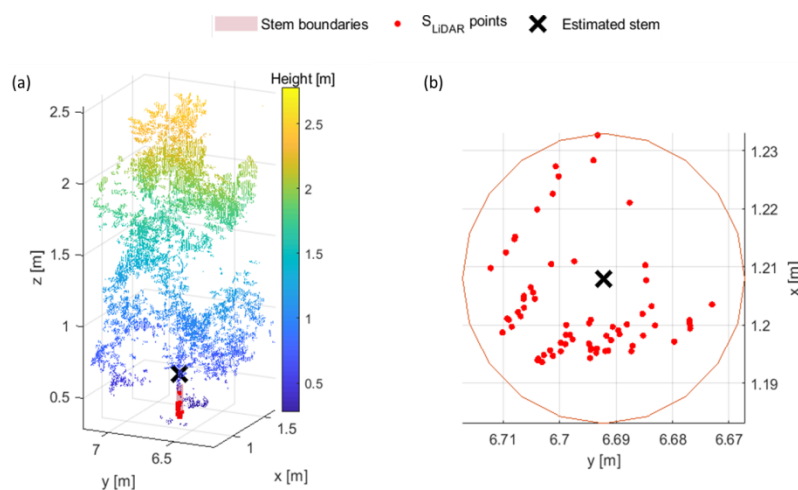 Stem boundaries S_LiDAR points Estimated stem
(a) Height [m] (b)
2.5
2
1.5
1
0.5
z [m]
2.5
2
1.5
1
0.5
7 6.5
y [m]
1 1.5
x [m]
1.23
1.22
1.21
1.2
1.19
x [m]
6.71 6.7 6.69 6.68 6.67
y [m]